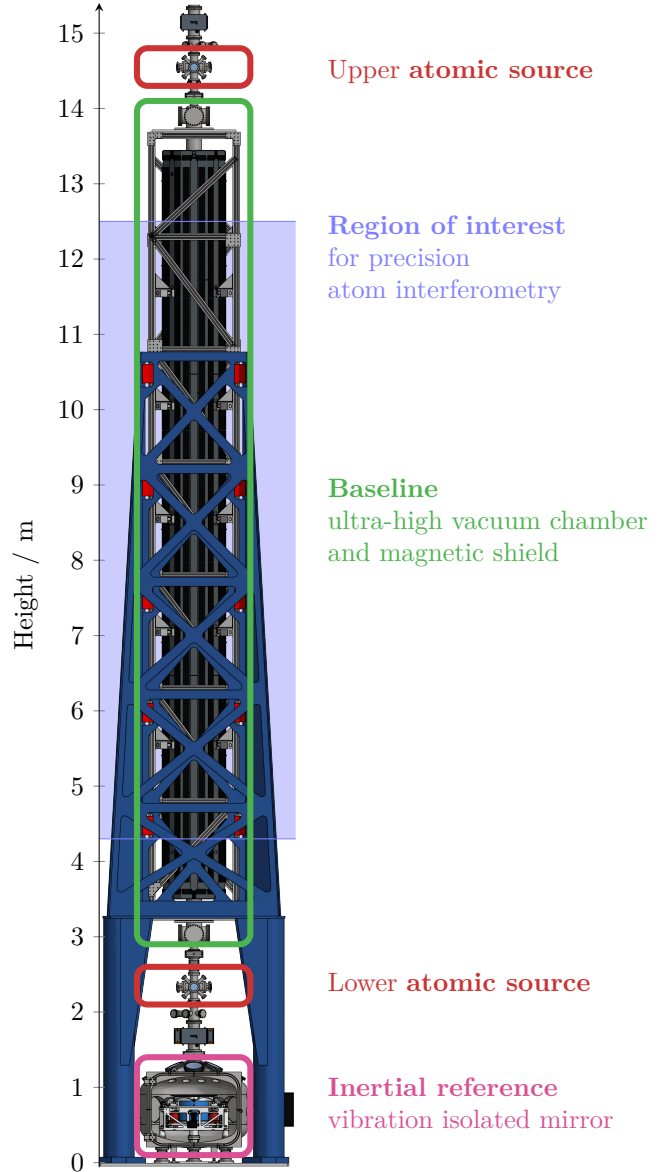 15
Upper atomic source
14
13
Region of interest
for precision
atom interferometry
12
11
10
9
Baseline
ultra-high vacuum chamber
and magnetic shield
8
Height / m
7
6
5
4
3
Lower atomic source
2
1
Inertial reference
vibration isolated mirror
0